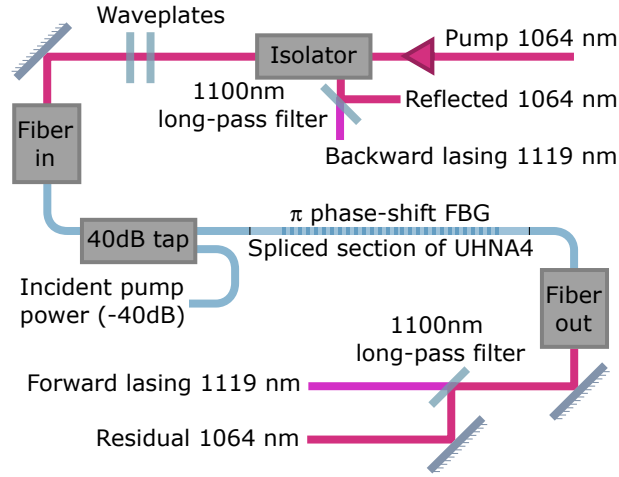 Waveplates
Pump 1064 nm
Isolator
1100nm
long-pass filter
Reflected 1064 nm
Backward lasing 1119 nm
Fiber
in
40dB tap
π phase-shift FBG
Spliced section of UHNA4
Incident pump
power (-40dB)
Fiber
out
1100nm
long-pass filter
Forward lasing 1119 nm
Residual 1064 nm